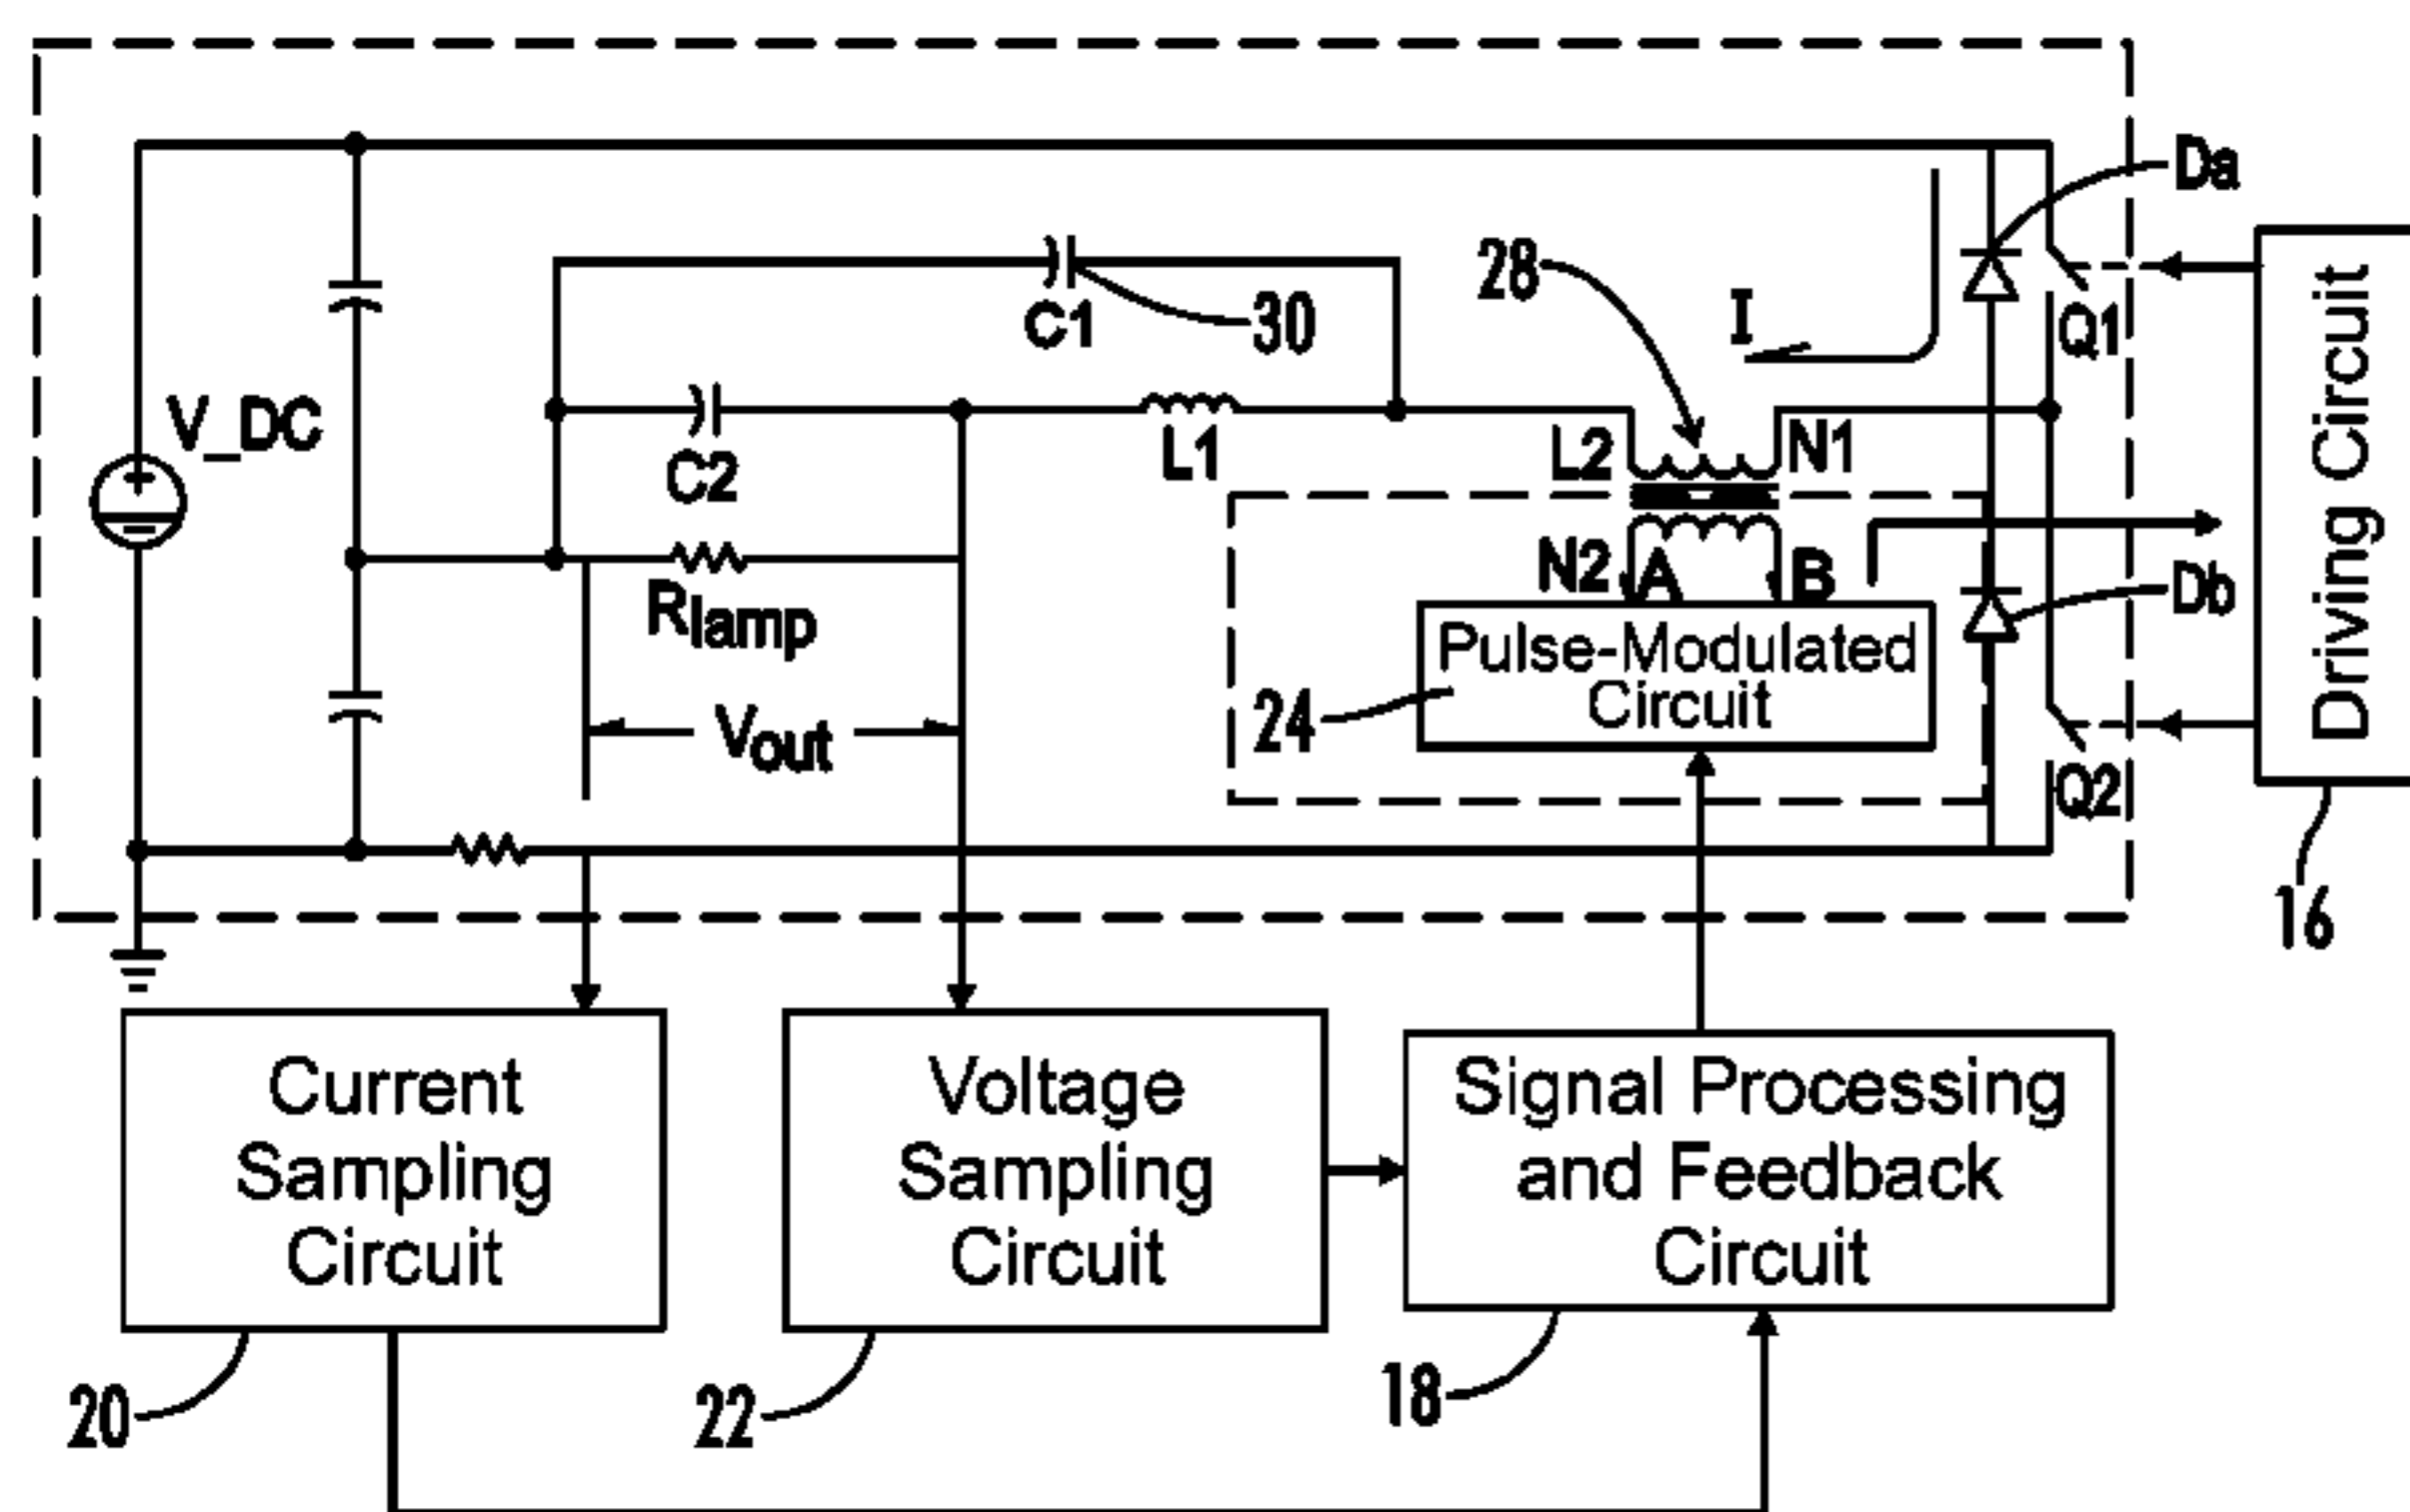 Da
28
I
C1
30
Q1
V_DC
C2
L1
L2
N1
N2
A
B
Db
Rlamp
Pulse-Modulated
Circuit
24
Vout
Q2
Driving Circuit
16
Current
Sampling
Circuit
Voltage
Sampling
Circuit
Signal Processing
and Feedback
Circuit
20
22
18